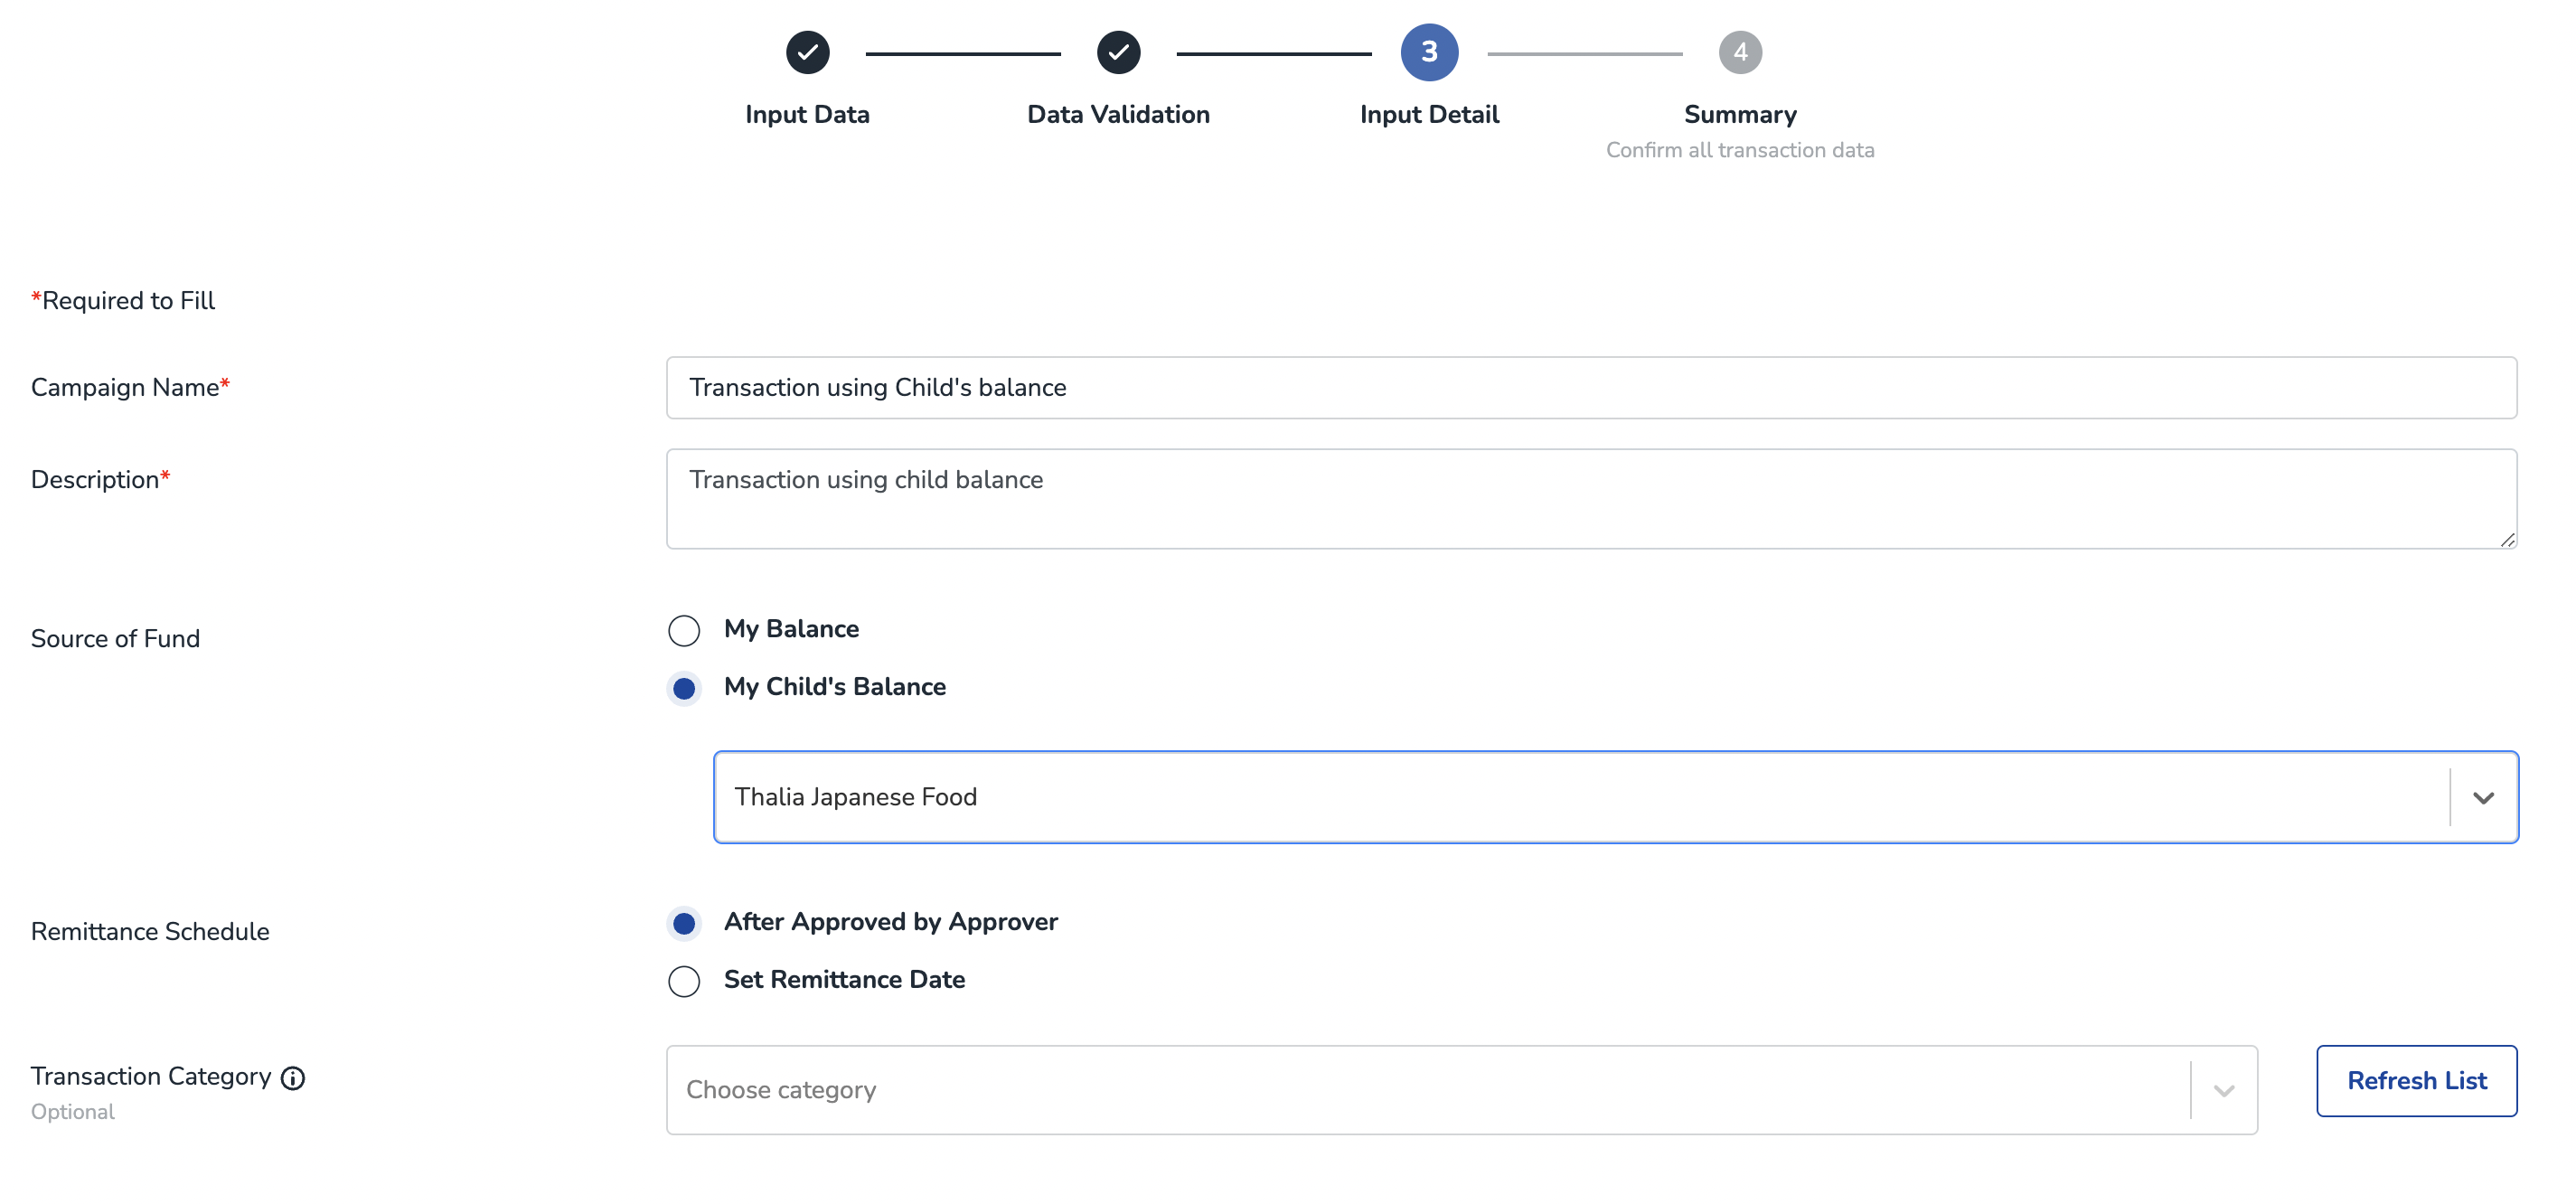 3
4
Input Data
Data Validation
Input Detail
Summary
Confirm all transaction data
*Required to Fill
Campaign Name*
Transaction using Child's balance
Description*
Transaction using child balance
Source of Fund
My Balance
My Child's Balance
Thalia Japanese Food
Remittance Schedule
After Approved by Approver
Set Remittance Date
Transaction Category
Optional
Choose category
Refresh List